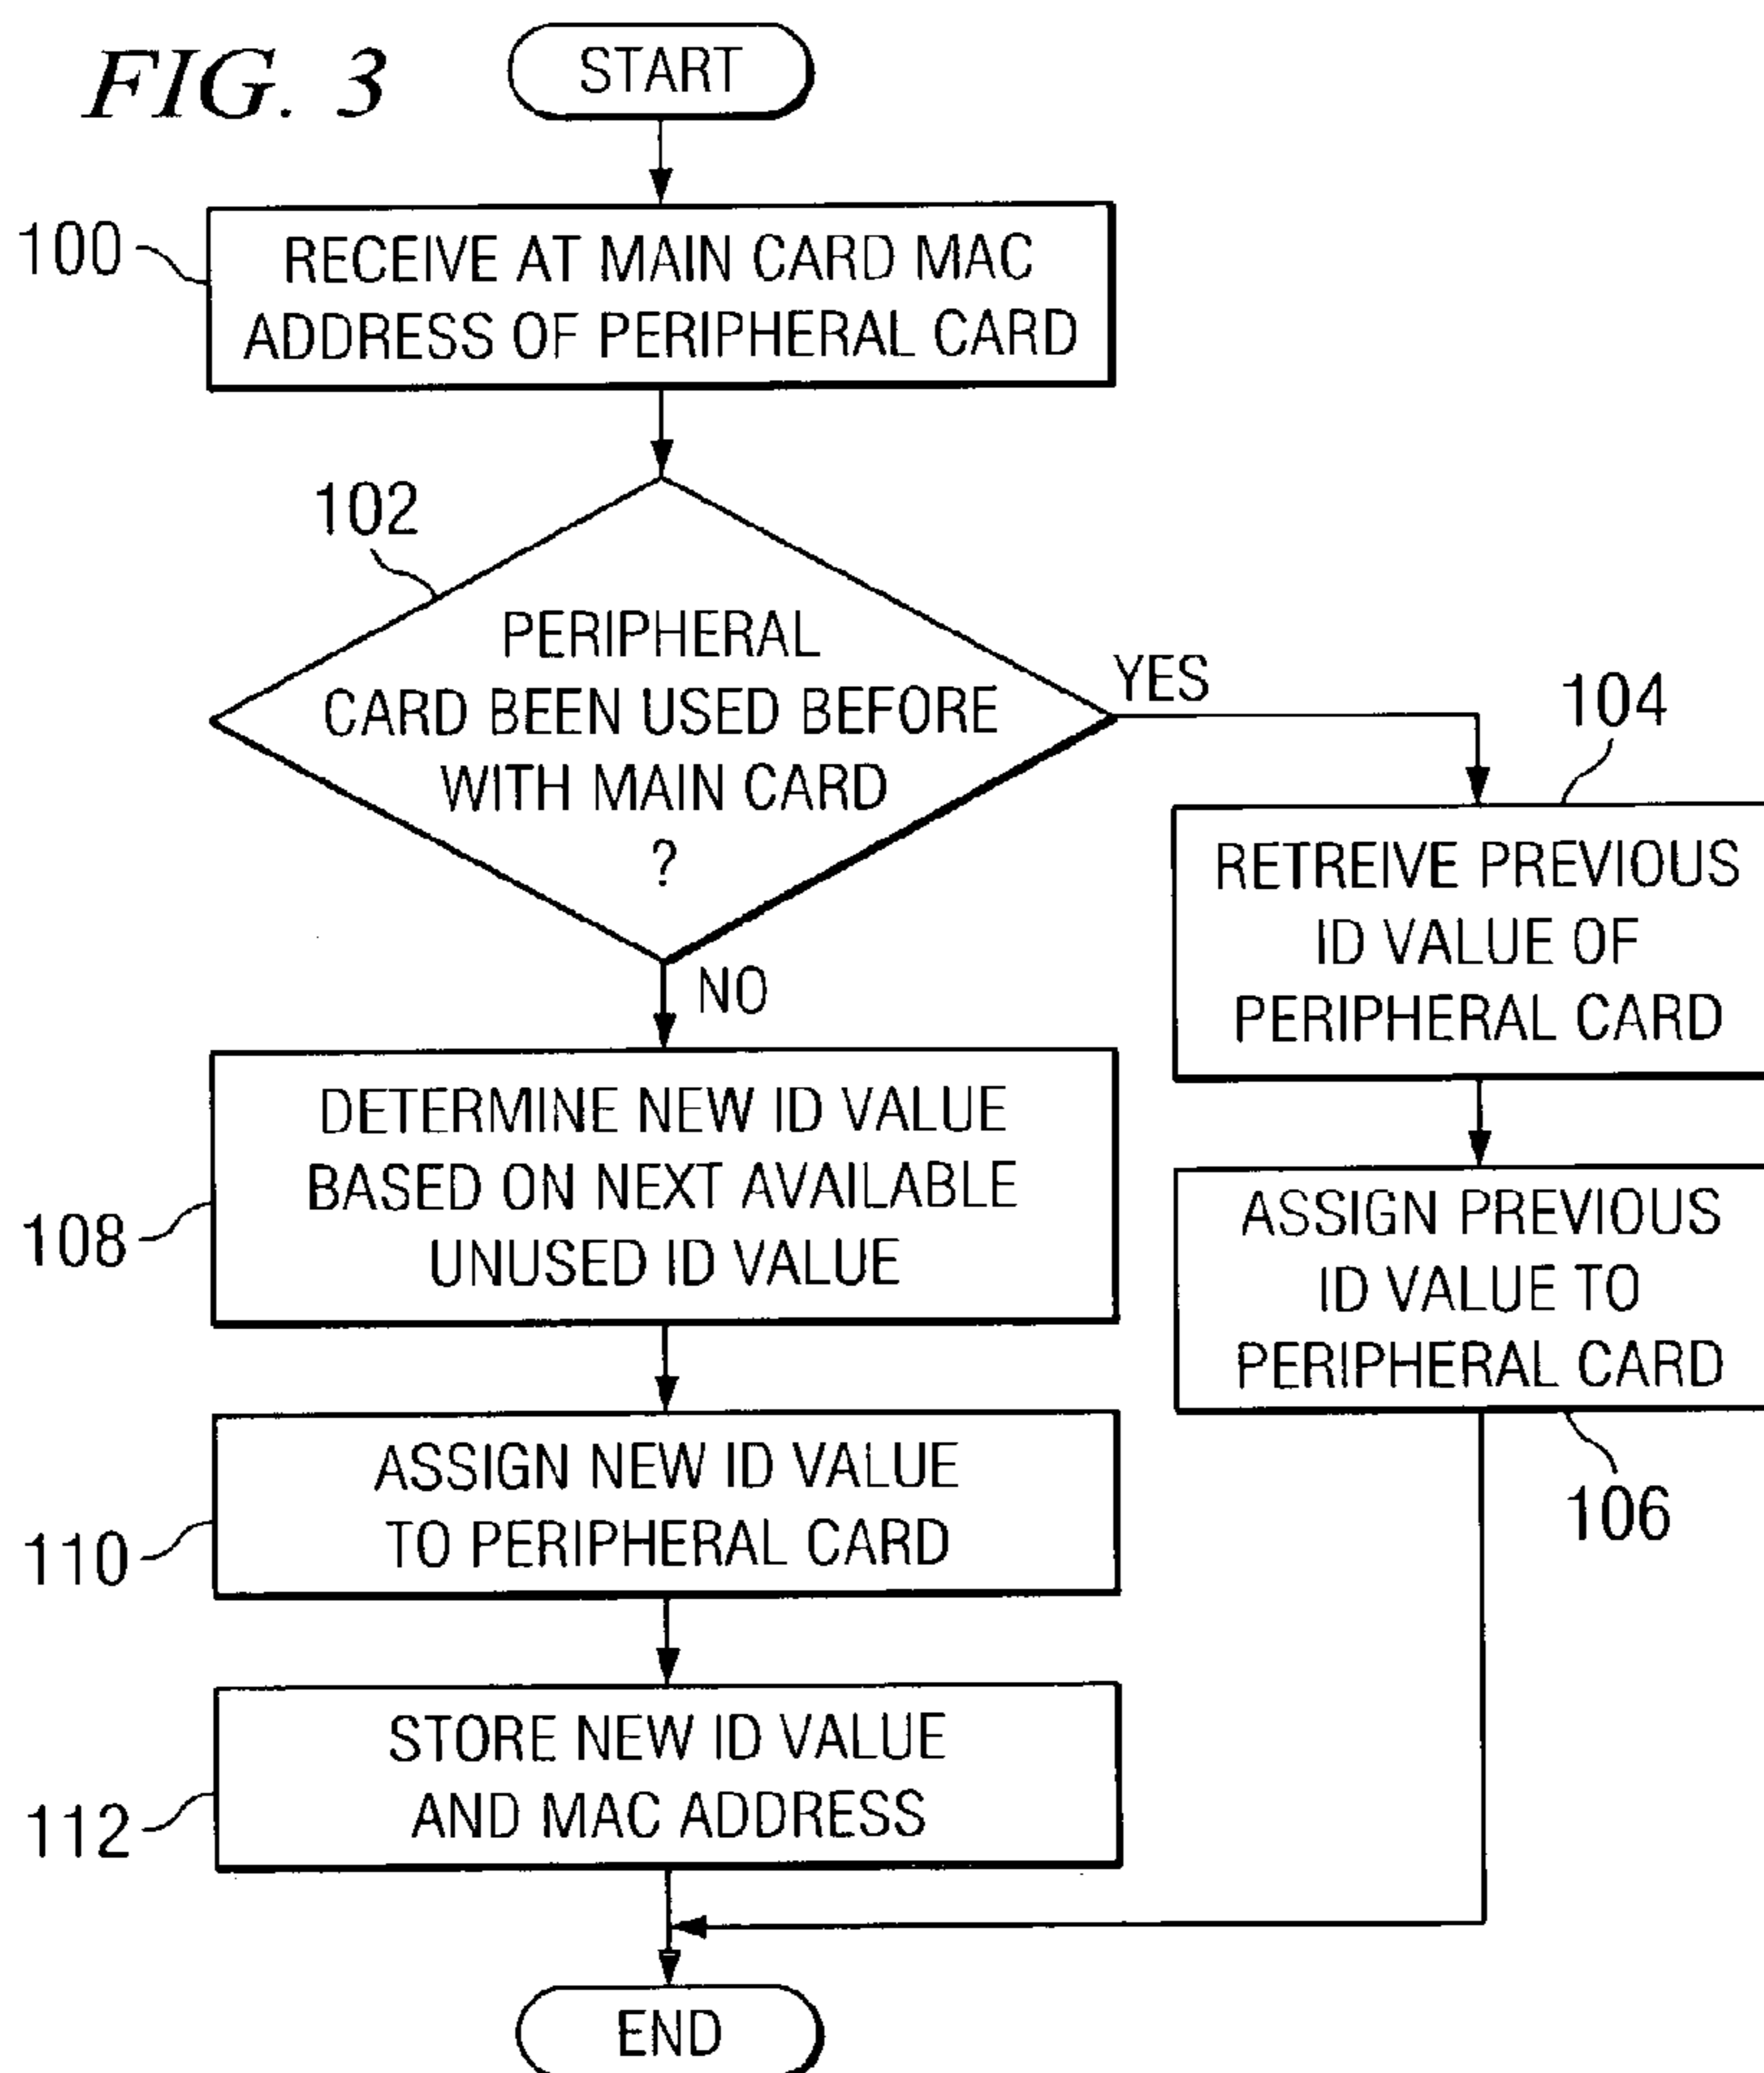 FIG. 3
START
100
RECEIVE AT MAIN CARD MAC
ADDRESS OF PERIPHERAL CARD
102
PERIPHERAL
CARD BEEN USED BEFORE
WITH MAIN CARD
?
YES
104
RETREIVE PREVIOUS
ID VALUE OF
PERIPHERAL CARD
ASSIGN PREVIOUS
ID VALUE TO
PERIPHERAL CARD
106
NO
108
DETERMINE NEW ID VALUE
BASED ON NEXT AVAILABLE
UNUSED ID VALUE
110
ASSIGN NEW ID VALUE
TO PERIPHERAL CARD
112
STORE NEW ID VALUE
AND MAC ADDRESS
END